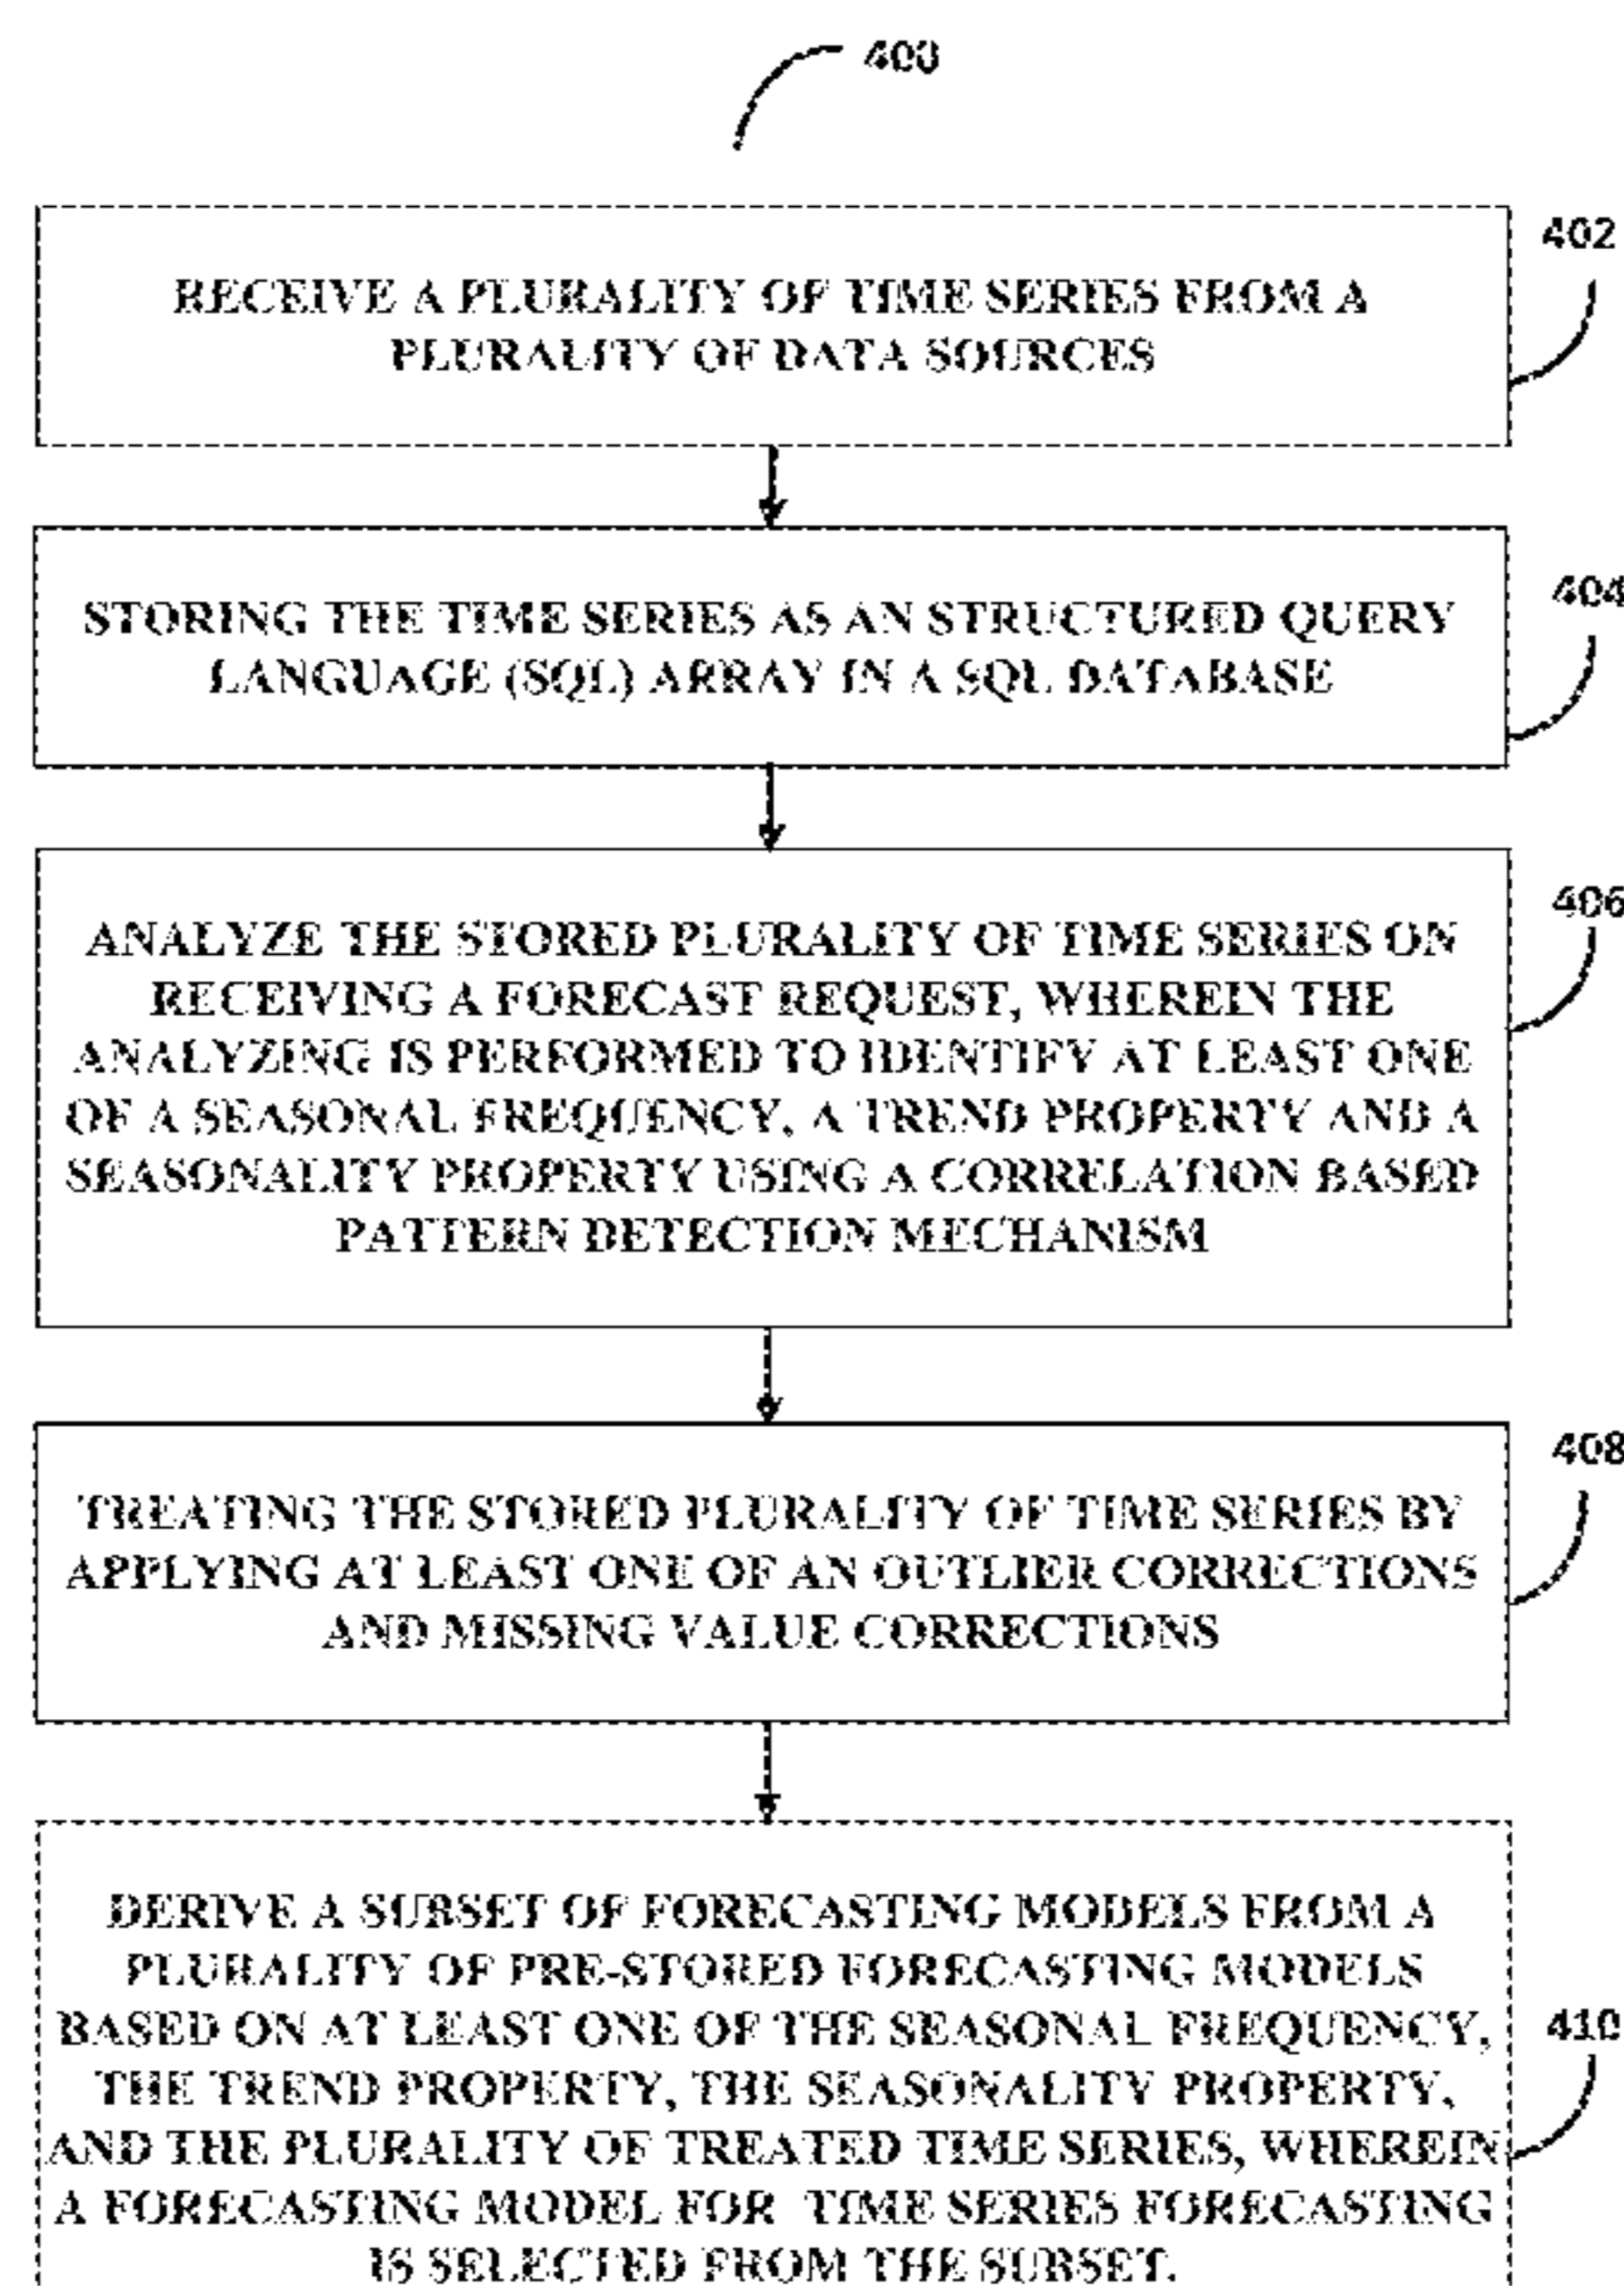 400
402
RECEIVE A PLURALITY OF TIME SERIES FROM A
PLURALITY OF DATA SOURCES
404
STORING THE TIME SERIES AS AN STRUCTURED QUERY
LANGUAGE (SQL) ARRAY IN A SQL DATABASE
406
ANALYZE THE STORED PLURALITY OF TIME SERIES ON
RECEIVING A FORECAST REQUEST, WHEREIN THE
ANALYZING IS PERFORMED TO IDENTIFY AT LEAST ONE
OF A SEASONAL FREQUENCY, A TREND PROPERTY AND A
SEASONALITY PROPERTY USING A CORRELATION BASED
PATTERN DETECTION MECHANISM
408
TREATING THE STORED PLURALITY OF TIME SERIES BY
APPLYING AT LEAST ONE OF AN OUTLIER CORRECTIONS
AND MISSING VALUE CORRECTIONS
410
DERIVE A SUBSET OF FORECASTING MODELS FROM A
PLURALITY OF PRE-STORED FORECASTING MODELS
BASED ON AT LEAST ONE OF THE SEASONAL FREQUENCY,
THE TREND PROPERTY, THE SEASONALITY PROPERTY,
AND THE PLURALITY OF TREATED TIME SERIES, WHEREIN
A FORECASTING MODEL FOR TIME SERIES FORECASTING
IS SELECTED FROM THE SUBSET.